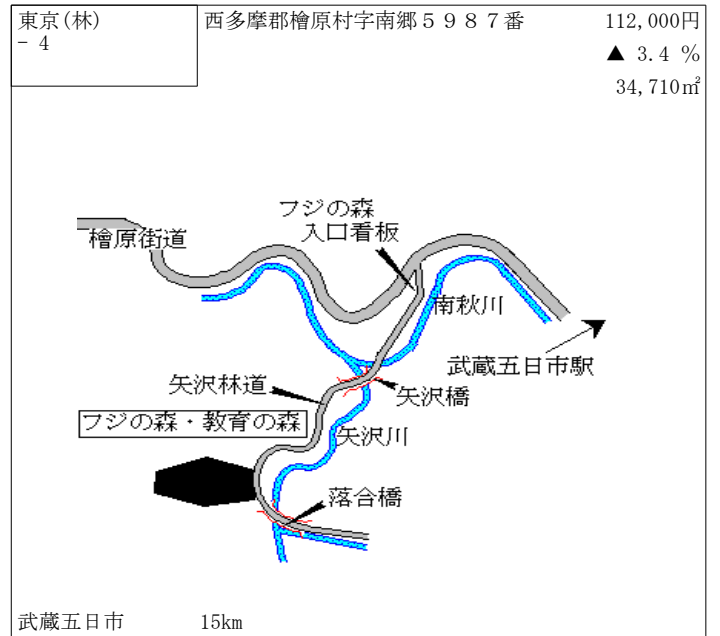 東京(林)
- 4
西多摩郡檜原村字南郷５９８７番
112,000円
▲ 3.4 %
34,710㎡
フジの森
入口看板
檜原街道
南秋川
武蔵五日市駅
矢沢林道
矢沢橋
フジの森・教育の森
矢沢川
落合橋
武蔵五日市 15km